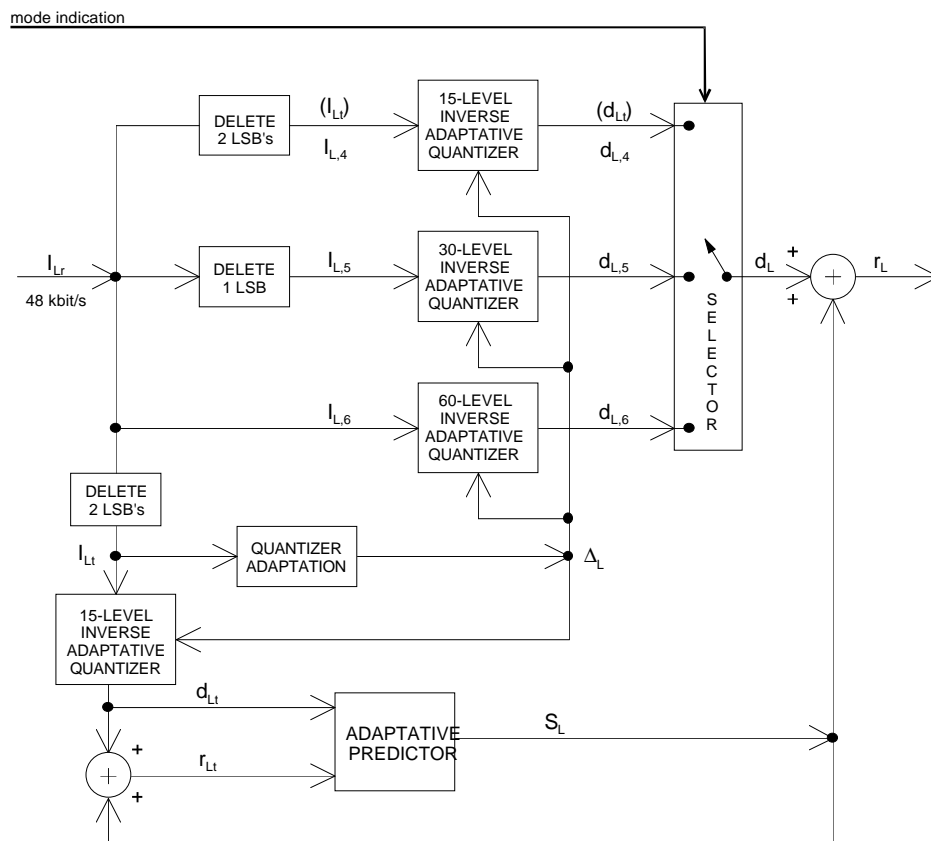 mode indication
DELETE
2 LSB's
(I_Lt)
I_L,4
15-LEVEL
INVERSE
ADAPTATIVE
QUANTIZER
(d_Lt)
d_L,4
I_Lr
48 kbit/s
DELETE
1 LSB
I_L,5
30-LEVEL
INVERSE
ADAPTATIVE
QUANTIZER
d_L,5
SELECTOR
d_L
+
+
+
r_L
I_L,6
60-LEVEL
INVERSE
ADAPTATIVE
QUANTIZER
d_L,6
DELETE
2 LSB's
I_Lt
QUANTIZER
ADAPTATION
Δ_L
15-LEVEL
INVERSE
ADAPTATIVE
QUANTIZER
d_Lt
ADAPTATIVE
PREDICTOR
S_L
+
+
+
r_Lt